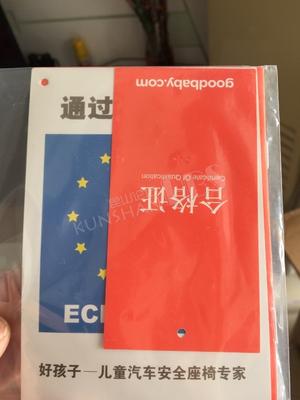 通过
ECE
好孩子—儿童汽车安全座椅专家
合格证
Certificate Of Qualification
goodbaby.com